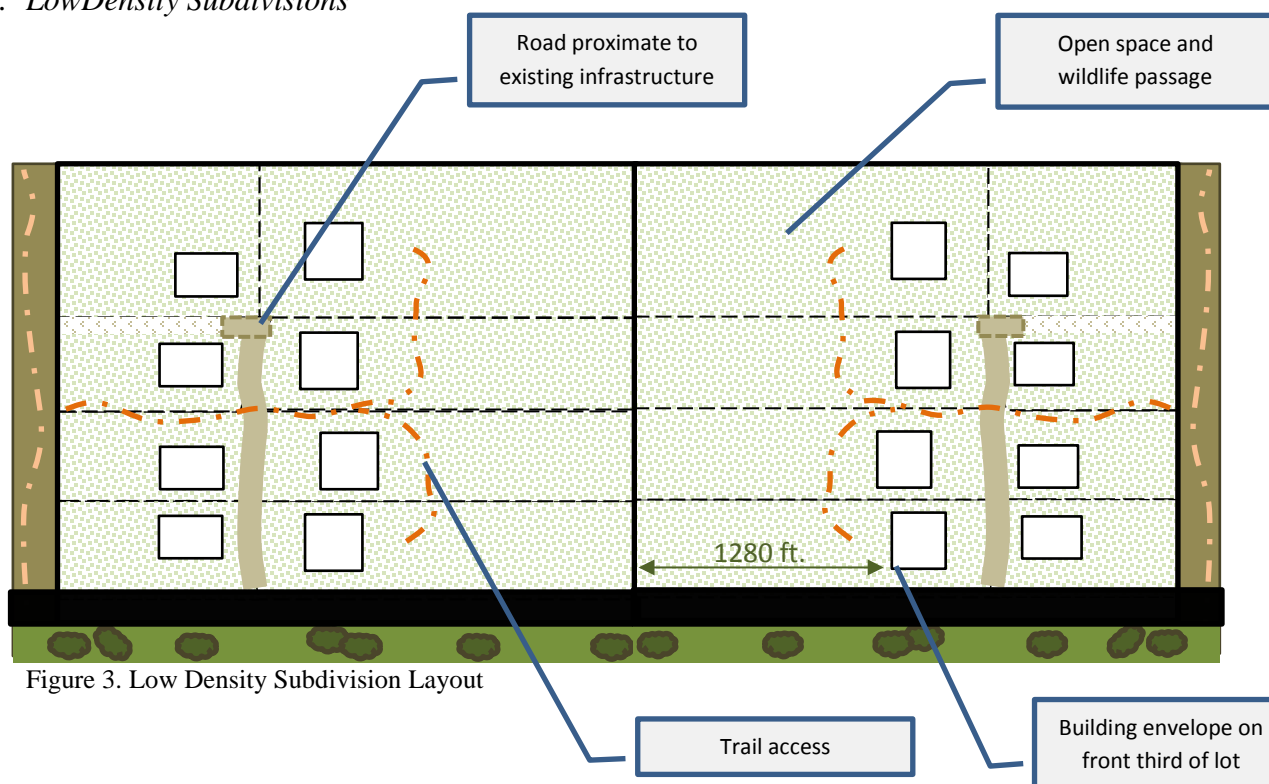 . LowDensity Subdivisions
Road proximate to
existing infrastructure
Open space and
wildlife passage
1280 ft.
Figure 3. Low Density Subdivision Layout
Trail access
Building envelope on
front third of lot